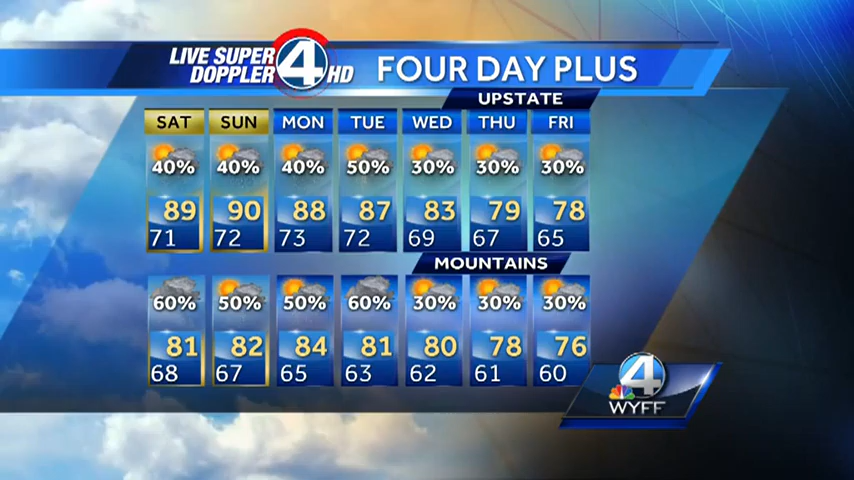 LIVE SUPER DOPPLER 4 HD
FOUR DAY PLUS
UPSTATE
SAT SUN MON TUE WED THU FRI
40% 40% 40% 50% 30% 30% 30%
89 90 88 87 83 79 78
71 72 73 72 69 67 65
MOUNTAINS
60% 50% 50% 60% 30% 30% 30%
81 82 84 81 80 78 76
68 67 65 63 62 61 60
4
WYFF